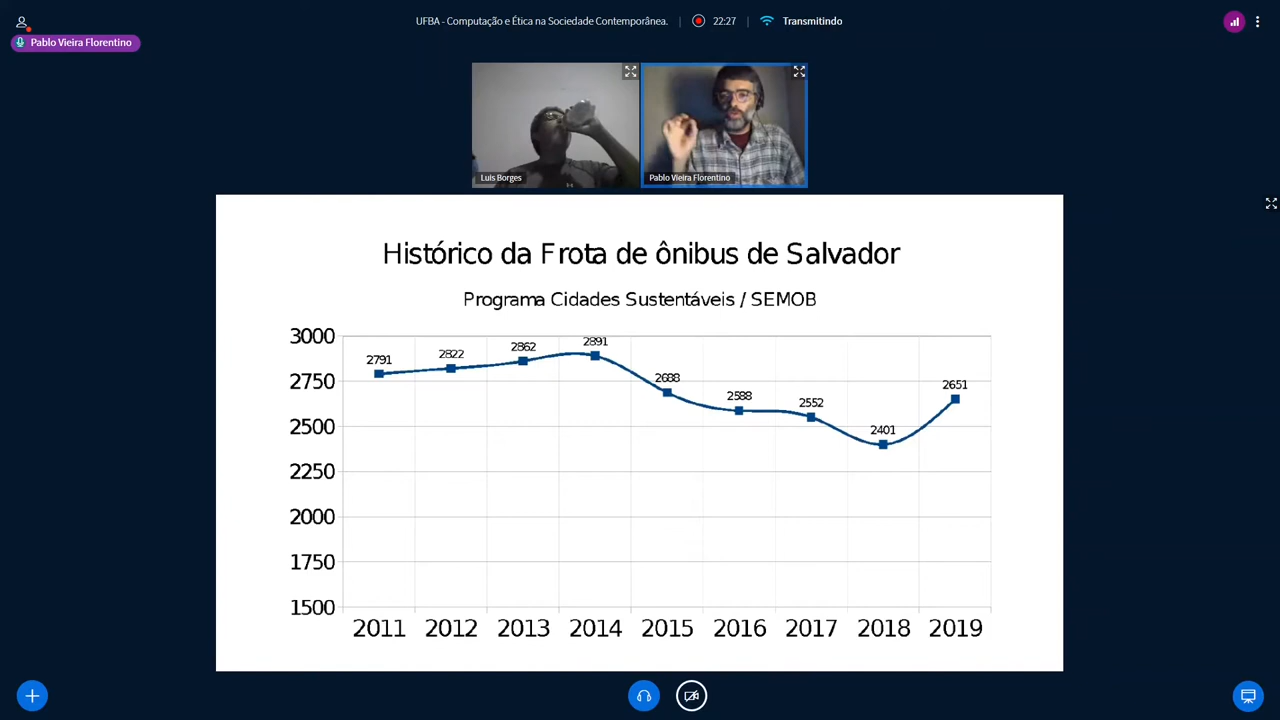 UFBA - Computação e Ética na Sociedade Contemporânea.
22:27
Transmitindo
Pablo Vieira Florentino
Luis Borges
Pablo Vieira Florentino
Histórico da Frota de ônibus de Salvador
Programa Cidades Sustentáveis / SEMOB
3000
2750
2500
2250
2000
1750
1500
2791
2822
2862
2891
2688
2588
2552
2401
2651
2011 2012 2013 2014 2015 2016 2017 2018 2019